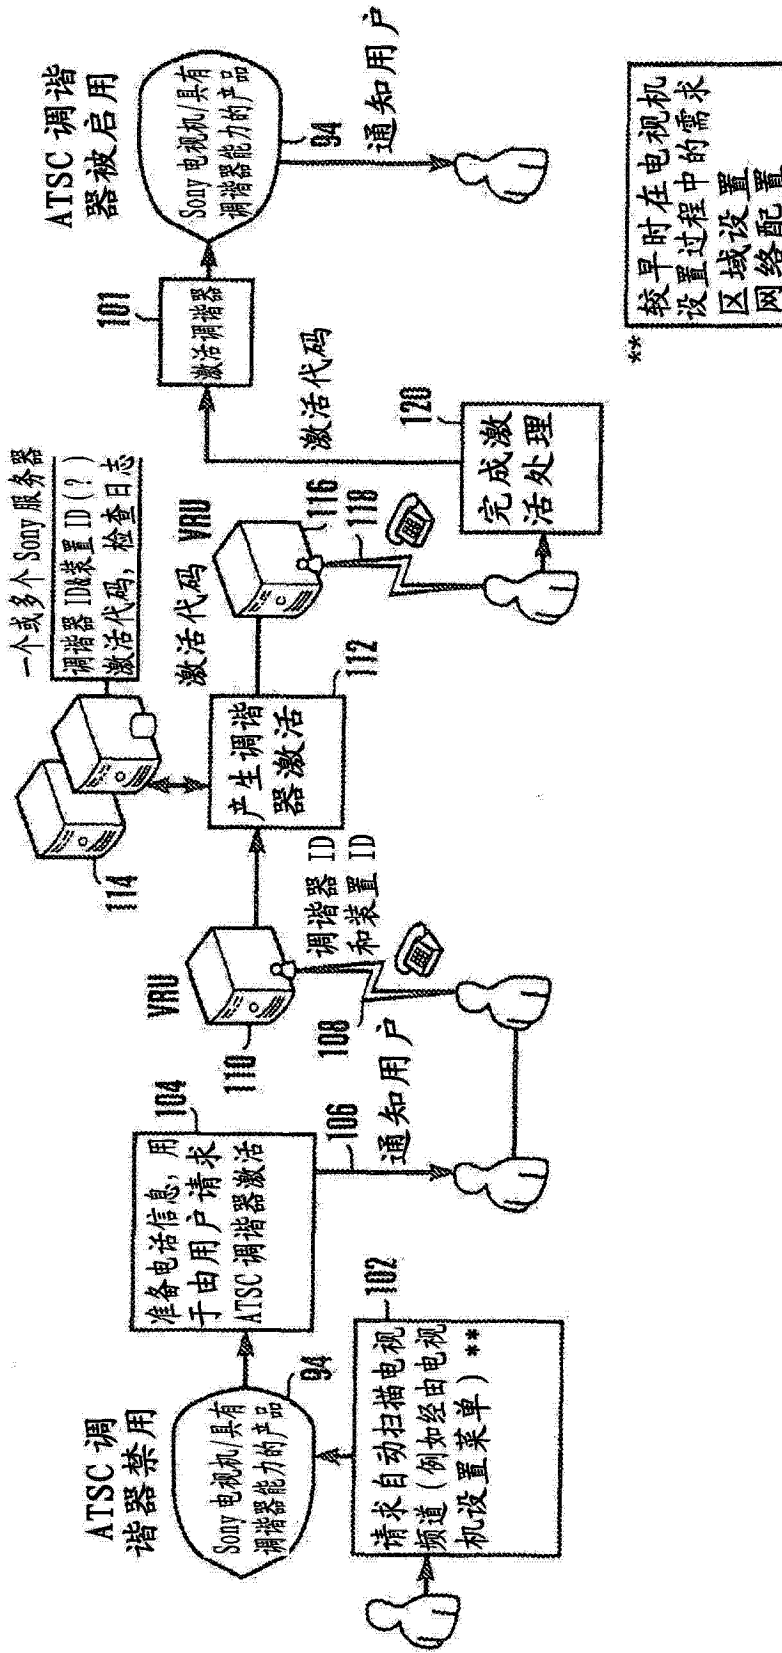 ATSC 调
谐器禁用
Sony 电视机/具有
调谐器能力的产品
94
请求自动扫描电视
频道(例如经由电视
机设置菜单) **
102
准备电话信息,用
于由用户请求
ATSC 调谐器激活
104
106
通知用户
VRU
110
108
调谐器 ID
和装置 ID
114
一个或多个 Sony 服务器
调谐器 ID&装置 ID(?)
激活代码,检查日志
产生调谐
器激活
112
激活代码
VRU
116
118
完成激
活处理
120
激活代码
激活调谐器
101
ATSC 调谐
器被启用
Sony 电视机/具有
调谐器能力的产品
94
通知用户
**
较早时在电视机
设置过程中的需求
区域设置
网络配置